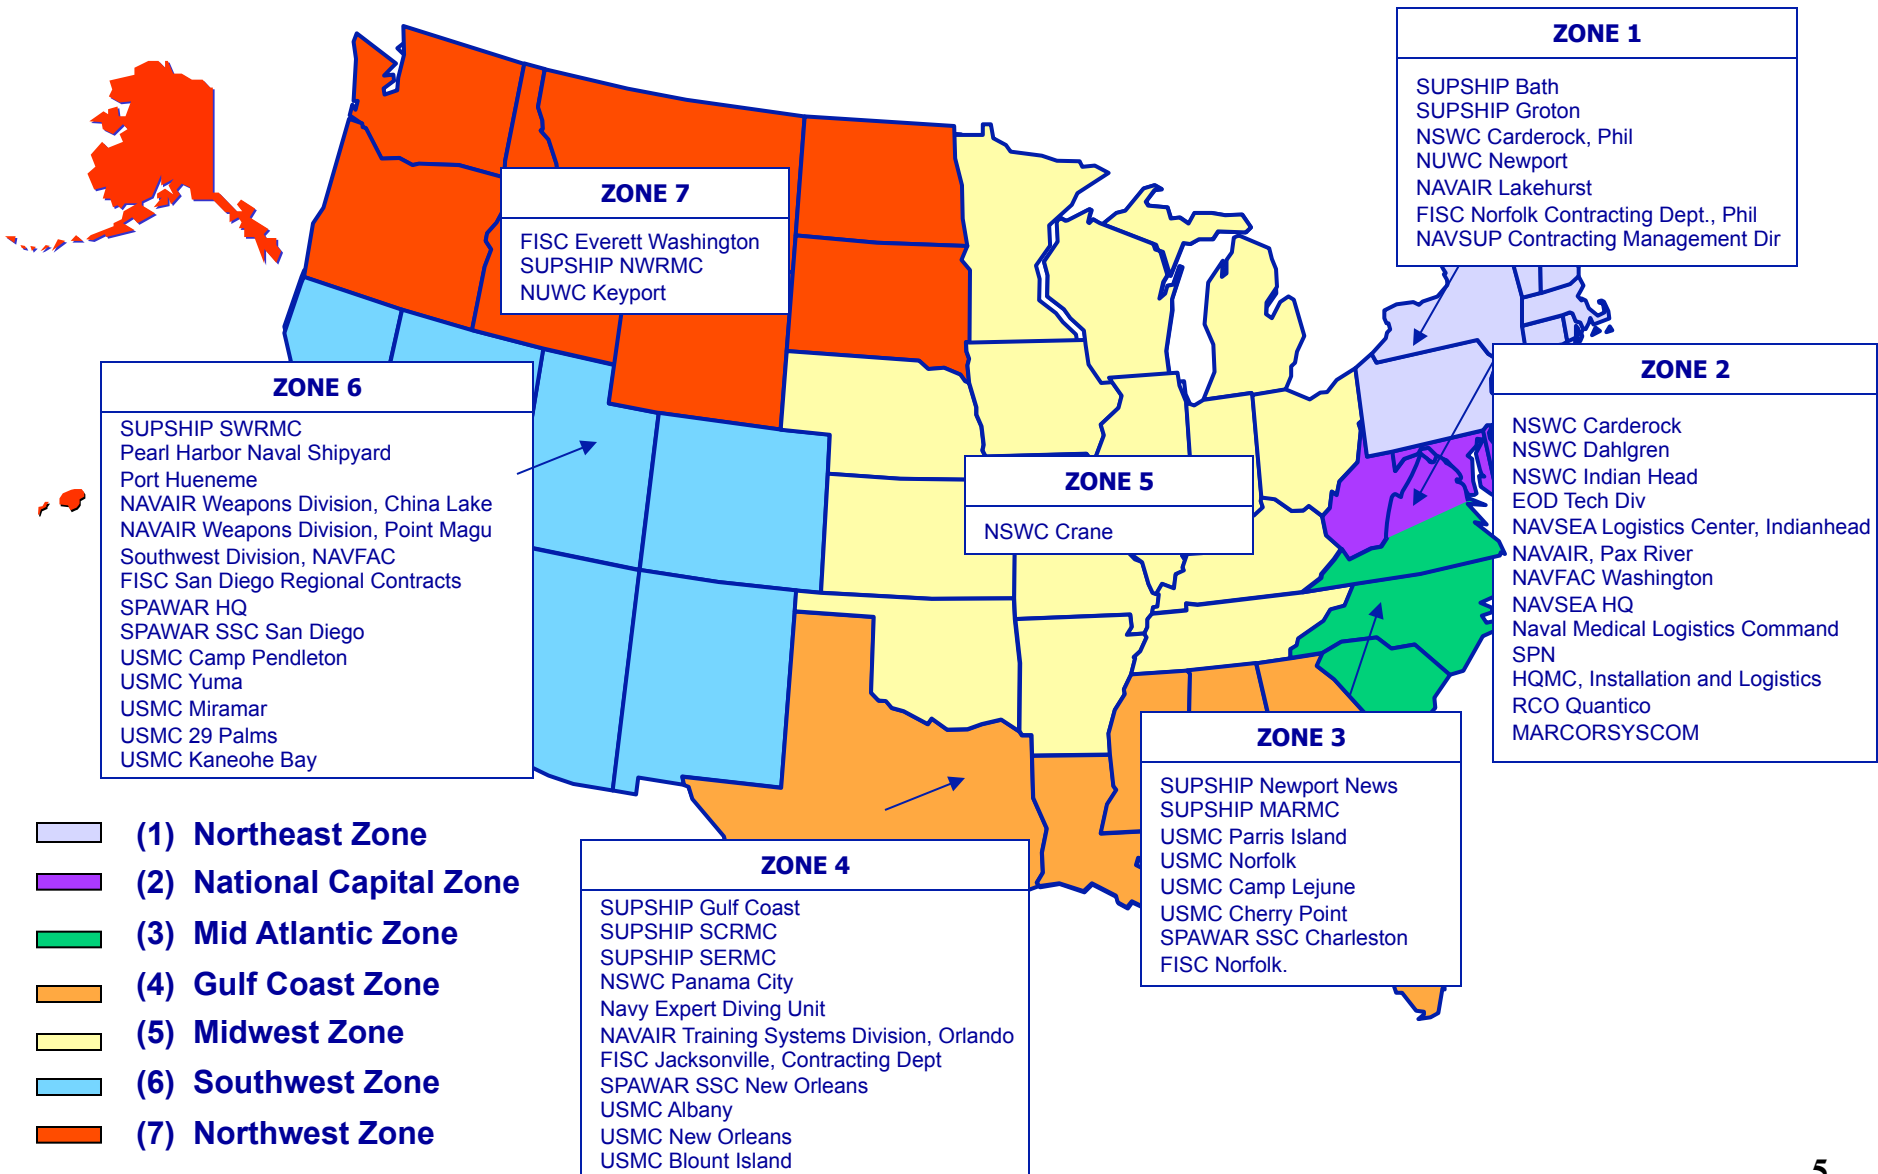 ZONE 1
SUPSHIP Bath
SUPSHIP Groton
NSWC Carderock, Phil
NUWC Newport
NAVAIR Lakehurst
FISC Norfolk Contracting Dept., Phil
NAVSUP Contracting Management Dir
ZONE 7
FISC Everett Washington
SUPSHIP NWRMC
NUWC Keyport
ZONE 2
NSWC Carderock
NSWC Dahlgren
NSWC Indian Head
EOD Tech Div
NAVSEA Logistics Center, Indianhead
NAVAIR, Pax River
NAVFAC Washington
NAVSEA HQ
Naval Medical Logistics Command
SPN
HQMC, Installation and Logistics
RCO Quantico
MARCORSYSCOM
ZONE 6
SUPSHIP SWRMC
Pearl Harbor Naval Shipyard
Port Hueneme
NAVAIR Weapons Division, China Lake
NAVAIR Weapons Division, Point Magu
Southwest Division, NAVFAC
FISC San Diego Regional Contracts
SPAWAR HQ
SPAWAR SSC San Diego
USMC Camp Pendleton
USMC Yuma
USMC Miramar
USMC 29 Palms
USMC Kaneohe Bay
ZONE 5
NSWC Crane
ZONE 3
SUPSHIP Newport News
SUPSHIP MARMC
USMC Parris Island
USMC Norfolk
USMC Camp Lejune
USMC Cherry Point
SPAWAR SSC Charleston
FISC Norfolk.
ZONE 4
SUPSHIP Gulf Coast
SUPSHIP SCRMC
SUPSHIP SERMC
NSWC Panama City
Navy Expert Diving Unit
NAVAIR Training Systems Division, Orlando
FISC Jacksonville, Contracting Dept
SPAWAR SSC New Orleans
USMC Albany
USMC New Orleans
USMC Blount Island
(1) Northeast Zone
(2) National Capital Zone
(3) Mid Atlantic Zone
(4) Gulf Coast Zone
(5) Midwest Zone
(6) Southwest Zone
(7) Northwest Zone
5